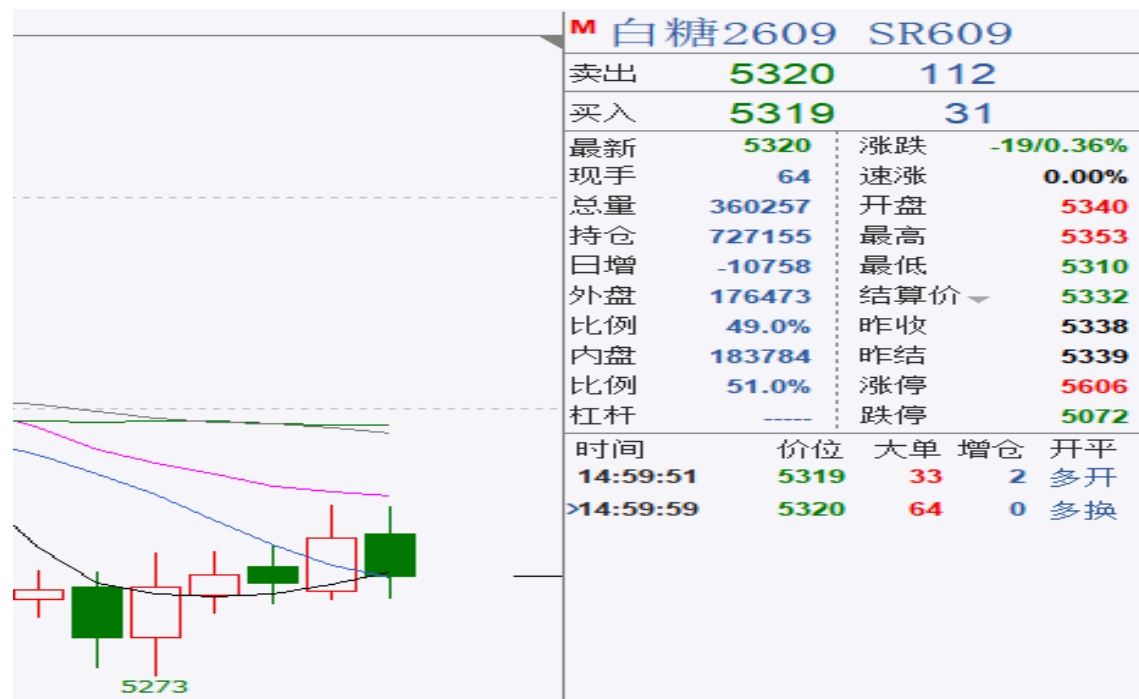 M 白糖2609 SR609
卖出 5320 112
买入 5319 31
最新 5320 涨跌 -19/0.36%
现手 64 速涨 0.00%
总量 360257 开盘 5340
持仓 727155 最高 5353
日增 -10758 最低 5310
外盘 176473 结算价 5332
比例 49.0% 昨收 5338
内盘 183784 昨结 5339
比例 51.0% 涨停 5606
杠杆 ----- 跌停 5072
时间 价位 大单 增仓 开平
14:59:51 5319 33 2 多开
>14:59:59 5320 64 0 多换
5273